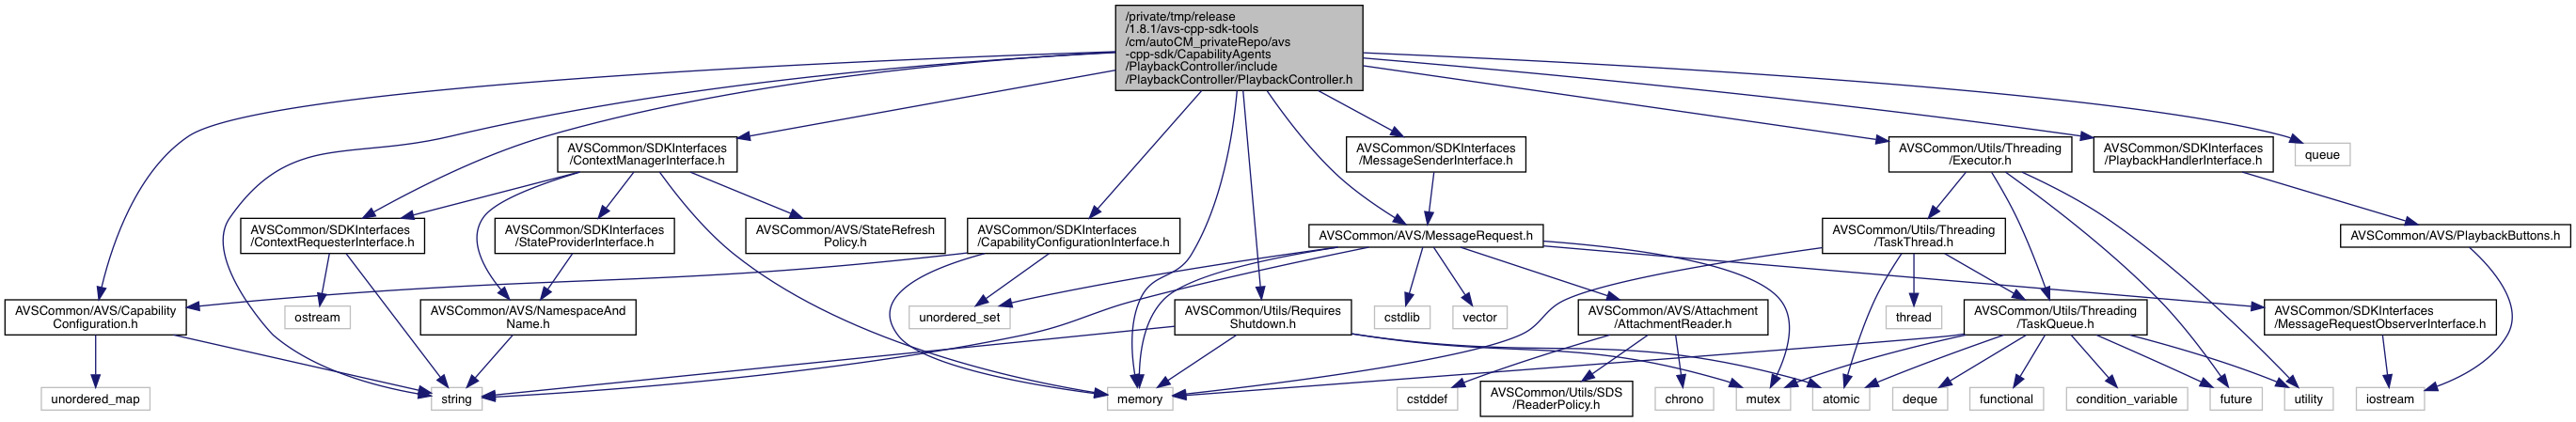 /private/tmp/release
/1.8.1/avs-cpp-sdk-tools
/cm/autoCM_privateRepo/avs
-cpp-sdk/CapabilityAgents
/PlaybackController/include
/PlaybackController/PlaybackController.h
AVSCommon/SDKInterfaces
/ContextManagerInterface.h
AVSCommon/SDKInterfaces
/MessageSenderInterface.h
AVSCommon/Utils/Threading
/Executor.h
AVSCommon/SDKInterfaces
/PlaybackHandlerInterface.h
queue
AVSCommon/SDKInterfaces
/ContextRequesterInterface.h
AVSCommon/SDKInterfaces
/StateProviderInterface.h
AVSCommon/AVS/StateRefresh
Policy.h
AVSCommon/SDKInterfaces
/CapabilityConfigurationInterface.h
AVSCommon/AVS/MessageRequest.h
AVSCommon/Utils/Threading
/TaskThread.h
AVSCommon/AVS/PlaybackButtons.h
AVSCommon/AVS/Capability
Configuration.h
ostream
AVSCommon/AVS/NamespaceAnd
Name.h
unordered_set
AVSCommon/Utils/Requires
Shutdown.h
cstdlib
vector
AVSCommon/AVS/Attachment
/AttachmentReader.h
thread
AVSCommon/Utils/Threading
/TaskQueue.h
AVSCommon/SDKInterfaces
/MessageRequestObserverInterface.h
unordered_map
string
memory
cstddef
AVSCommon/Utils/SDS
/ReaderPolicy.h
chrono
mutex
atomic
deque
functional
condition_variable
future
utility
iostream